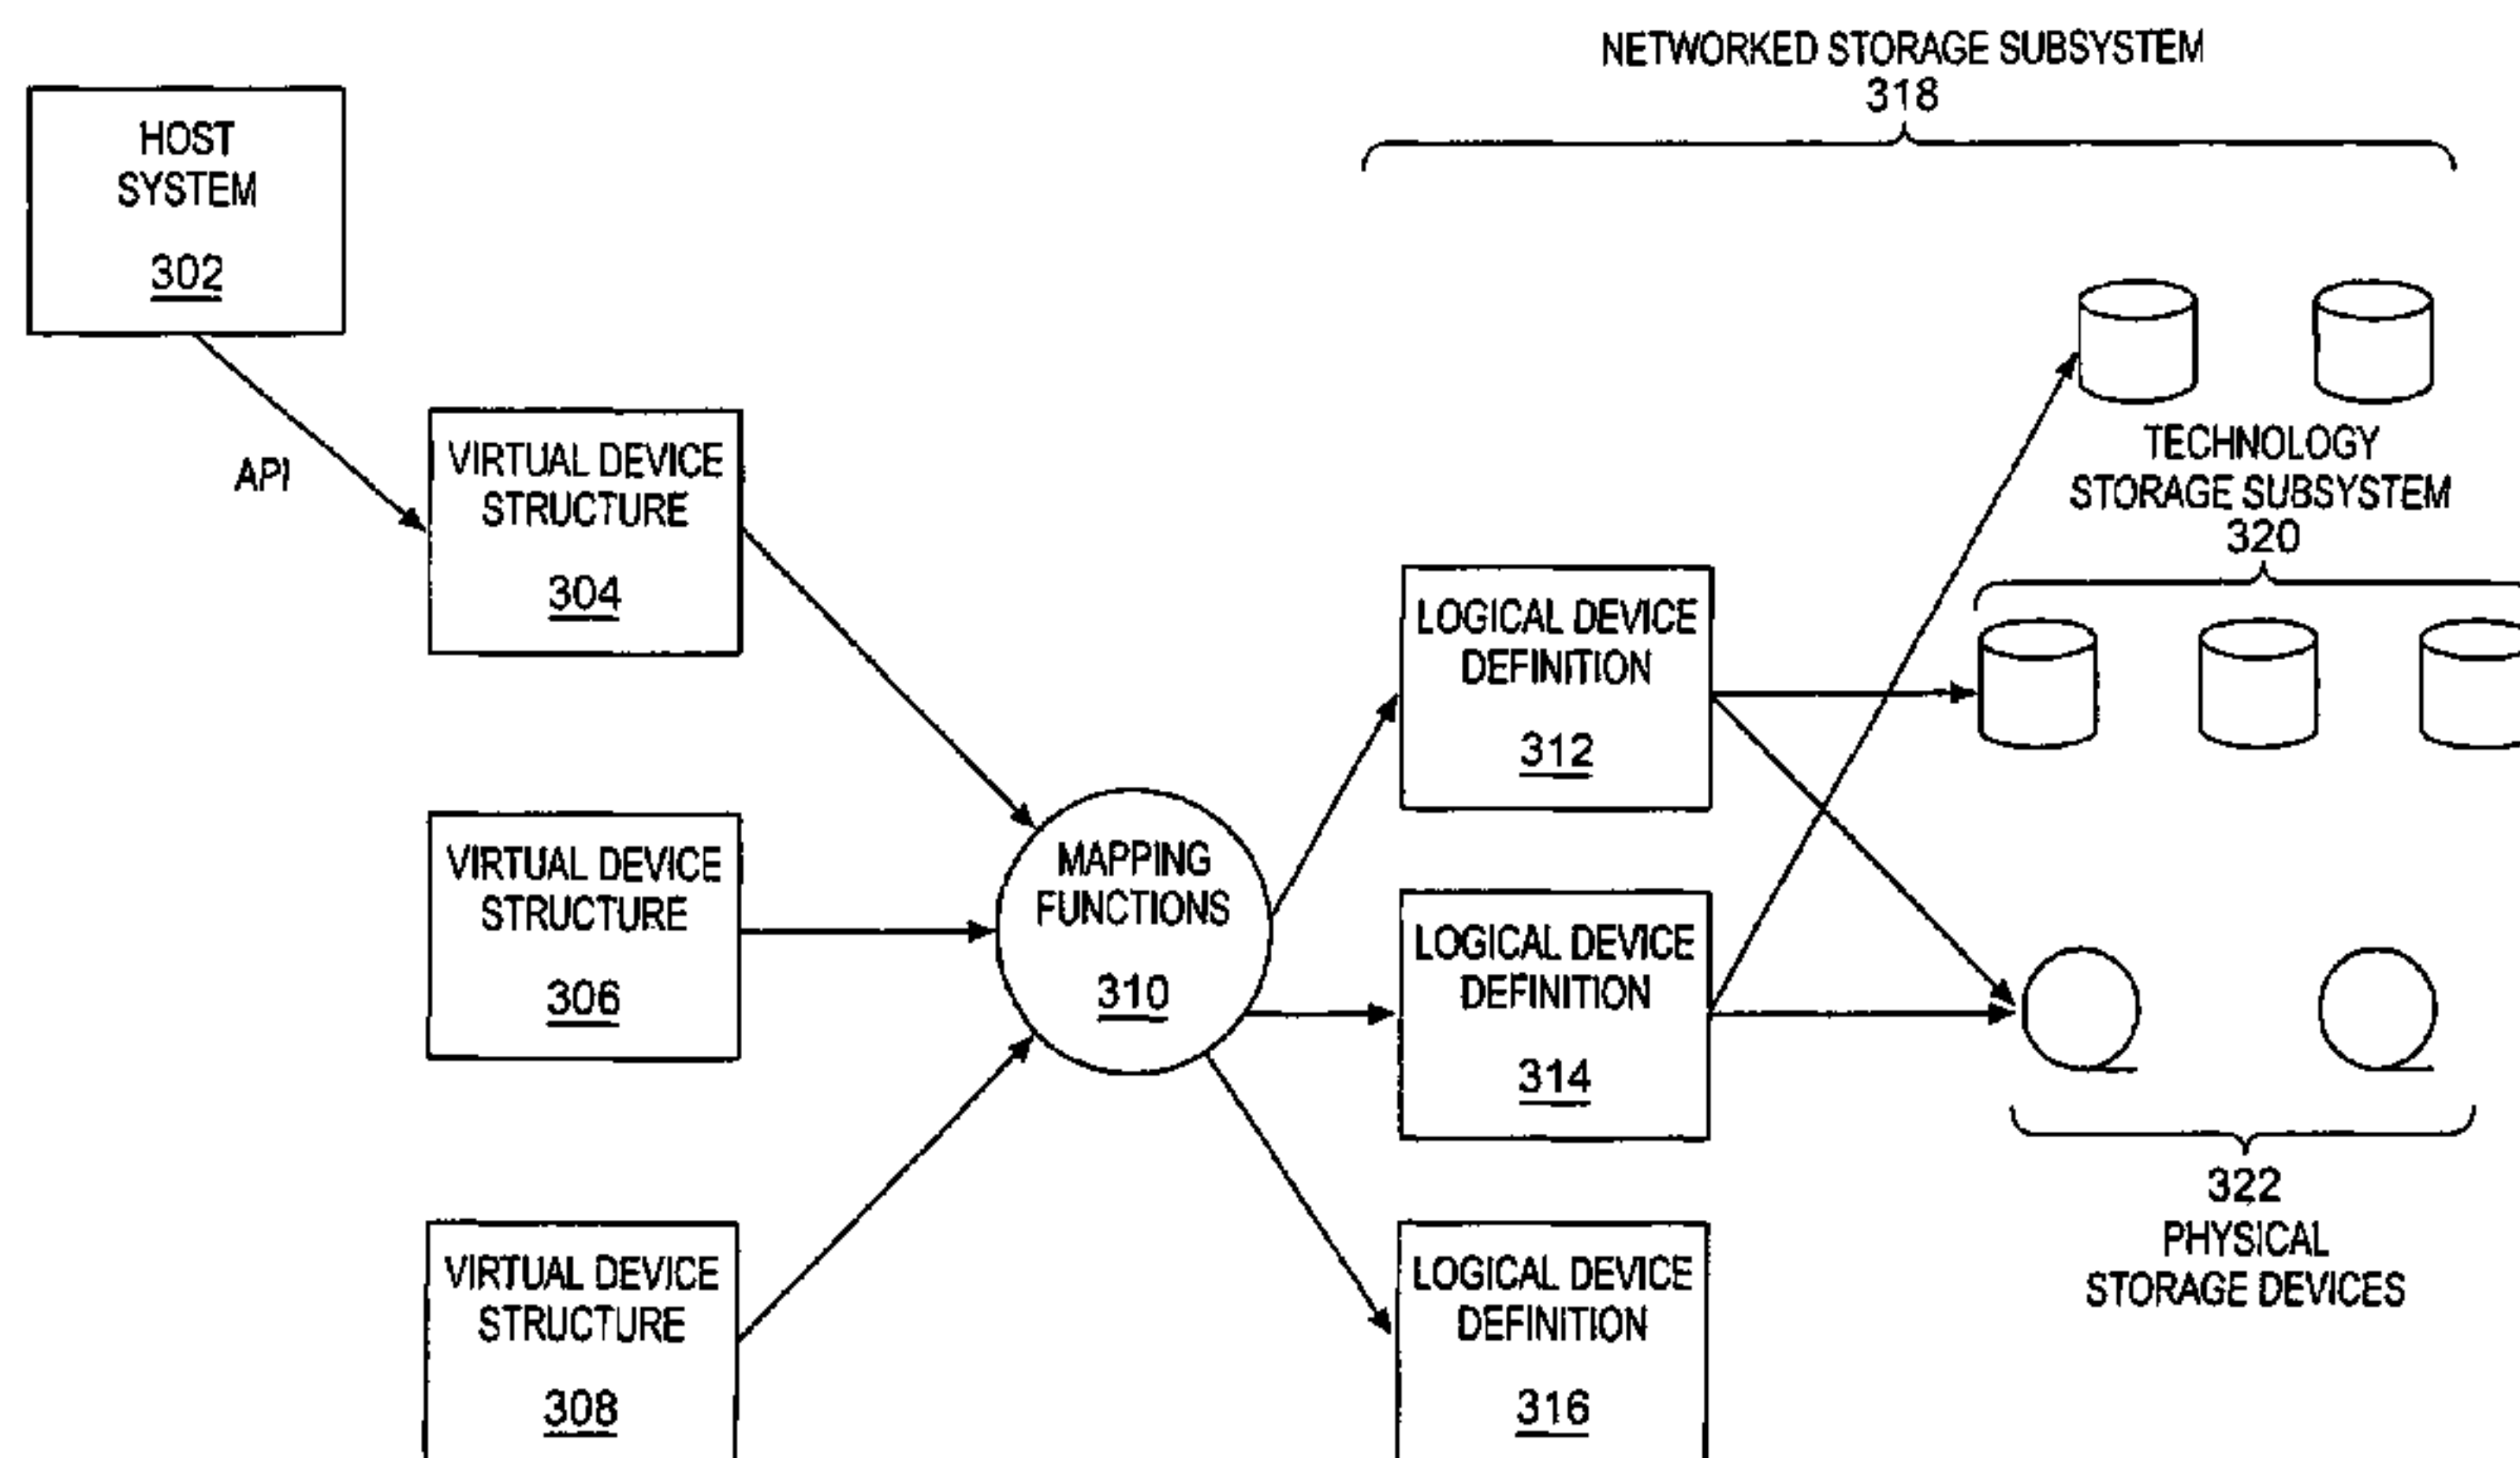 NETWORKED STORAGE SUBSYSTEM
318
HOST
SYSTEM
302
API
VIRTUAL DEVICE
STRUCTURE
304
TECHNOLOGY
STORAGE SUBSYSTEM
320
LOGICAL DEVICE
DEFINITION
312
VIRTUAL DEVICE
STRUCTURE
306
MAPPING
FUNCTIONS
310
LOGICAL DEVICE
DEFINITION
314
322
PHYSICAL
STORAGE DEVICES
VIRTUAL DEVICE
STRUCTURE
308
LOGICAL DEVICE
DEFINITION
316